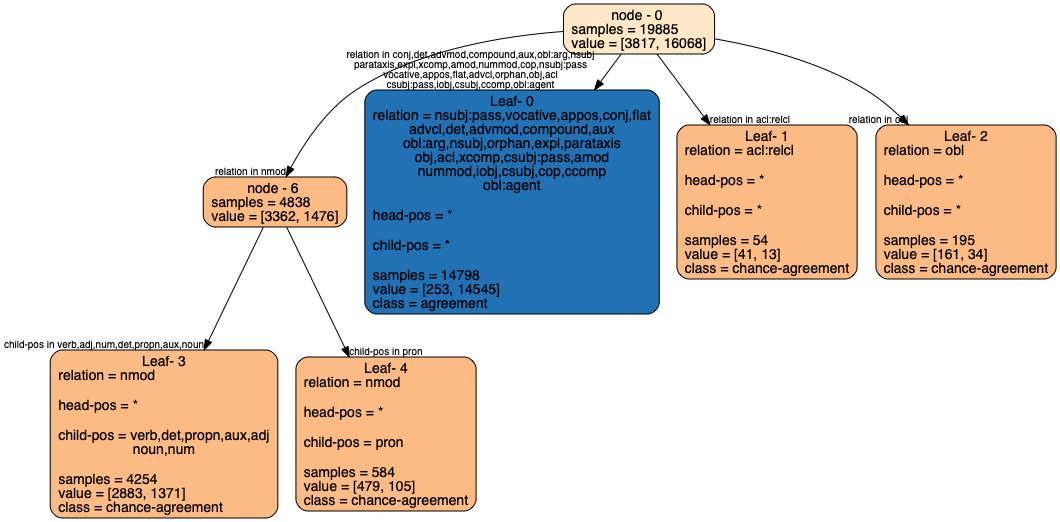 node - 0
samples = 19885
value = [3817, 16068]
relation in conj,det,advmod,compound,aux,obl:arg,nsubj
parataxis,expl,xcomp,amod,nummod,cop,nsubj:pass
vocative,appos,flat,advcl,orphan,obj,acl
csubj:pass,iobj,csubj,ccomp,obl:agent
Leaf- 0
relation = nsubj:pass,vocative,appos,conj,flat
advcl,det,advmod,compound,aux
obl:arg,nsubj,orphan,expl,parataxis
obj,acl,xcomp,csubj:pass,amod
nummod,iobj,csubj,cop,ccomp
obl:agent
head-pos = *
child-pos = *
samples = 14798
value = [253, 14545]
class = agreement
relation in acl:relcl
Leaf- 1
relation = acl:relcl
head-pos = *
child-pos = *
samples = 54
value = [41, 13]
class = chance-agreement
relation in obl
Leaf- 2
relation = obl
head-pos = *
child-pos = *
samples = 195
value = [161, 34]
class = chance-agreement
relation in nmod
node - 6
samples = 4838
value = [3362, 1476]
child-pos in verb,adj,num,det,propn,aux,noun
Leaf- 3
relation = nmod
head-pos = *
child-pos = verb,det,propn,aux,adj
noun,num
samples = 4254
value = [2883, 1371]
class = chance-agreement
child-pos in pron
Leaf- 4
relation = nmod
head-pos = *
child-pos = pron
samples = 584
value = [479, 105]
class = chance-agreement